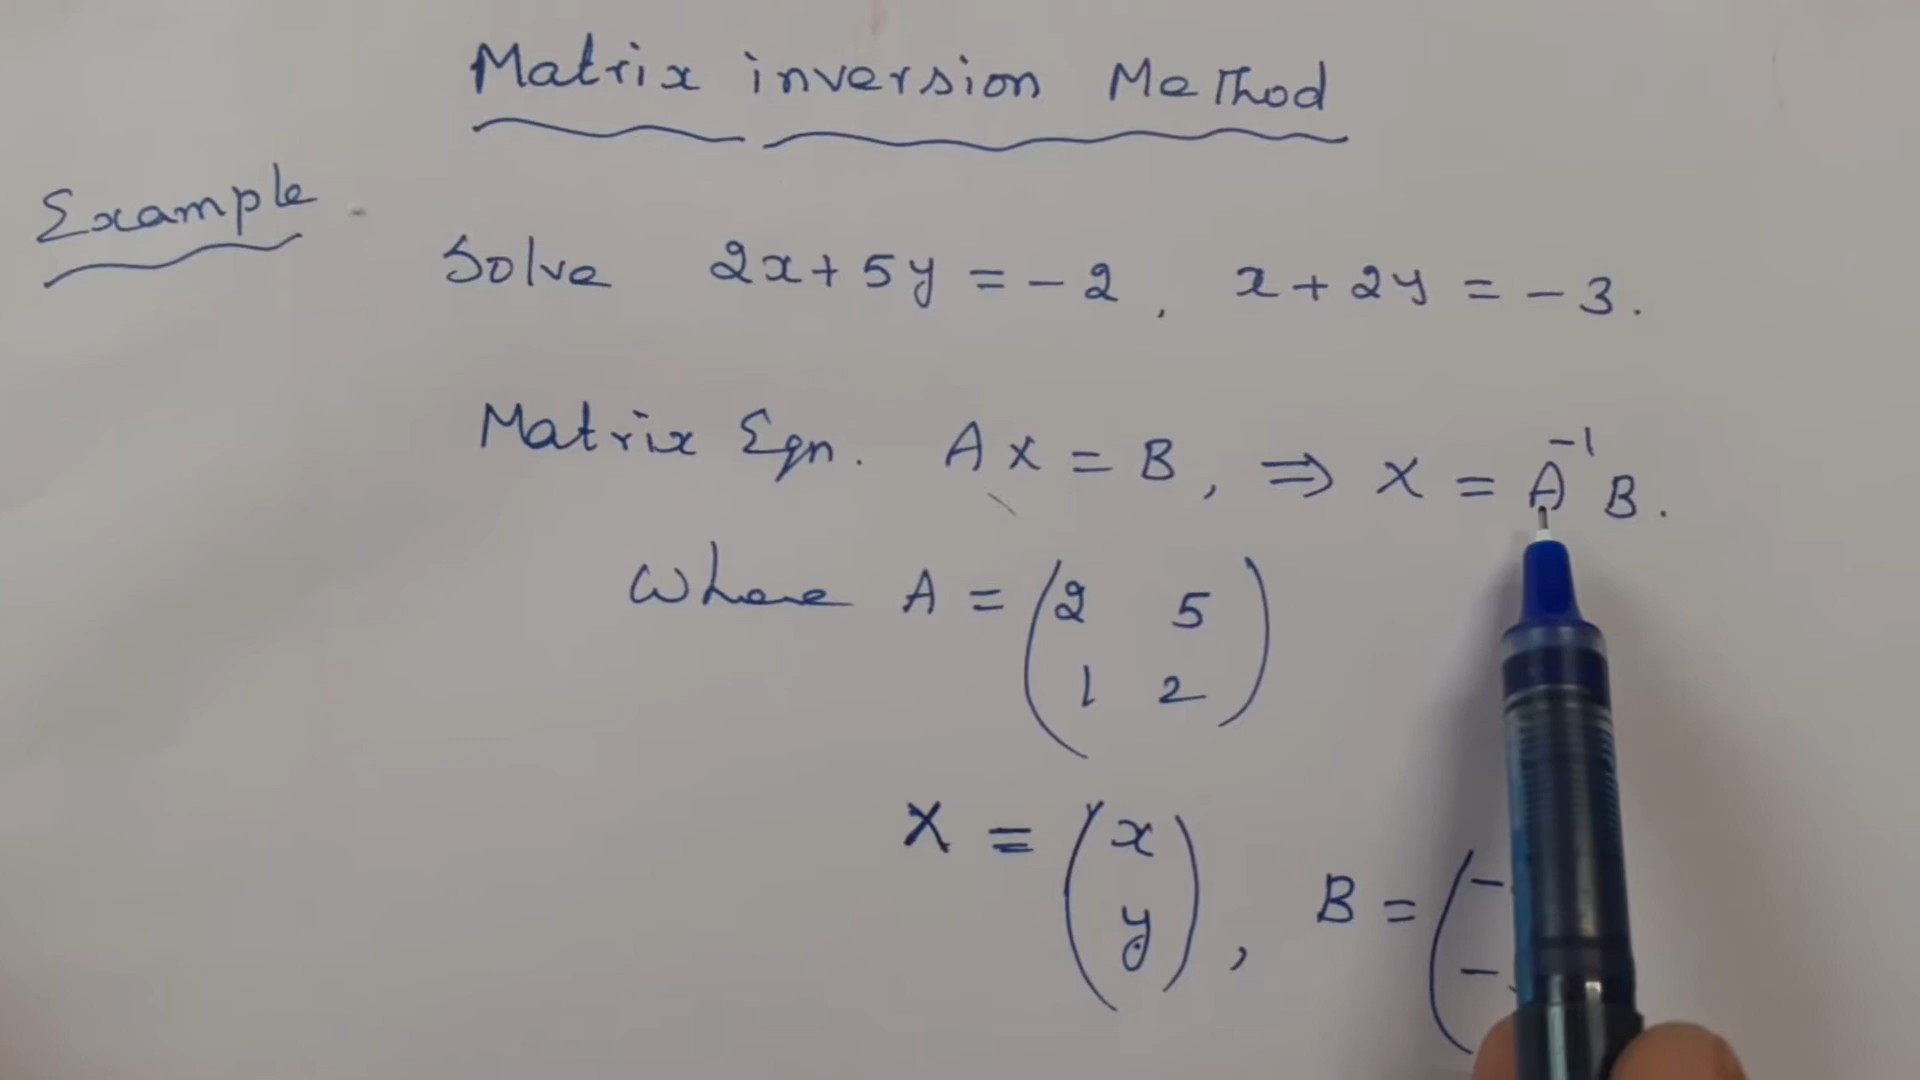 Matrix inversion Method
Example
Solve 2x+5y=-2, x+2y=-3.
Matrix Eqn. AX=B, ⇒ X=A⁻¹B.
Where A = (2 5
1 2)
X = (x
y), B = (-
-